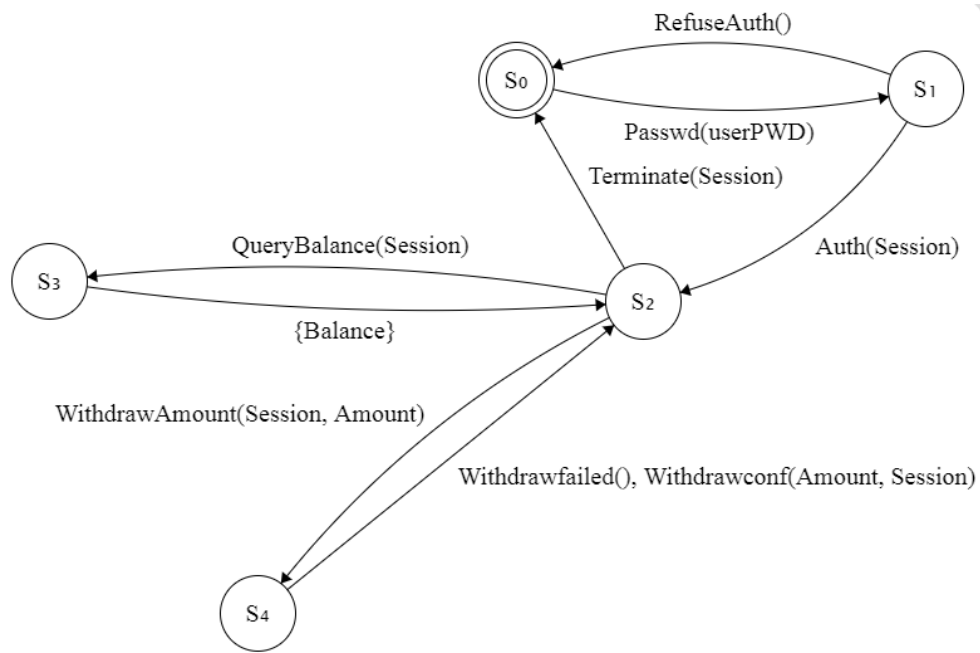 RefuseAuth()
S₀
S₁
Passwd(userPWD)
Terminate(Session)
QueryBalance(Session)
Auth(Session)
S₃
S₂
{Balance}
WithdrawAmount(Session, Amount)
Withdrawfailed(), Withdrawconf(Amount, Session)
S₄